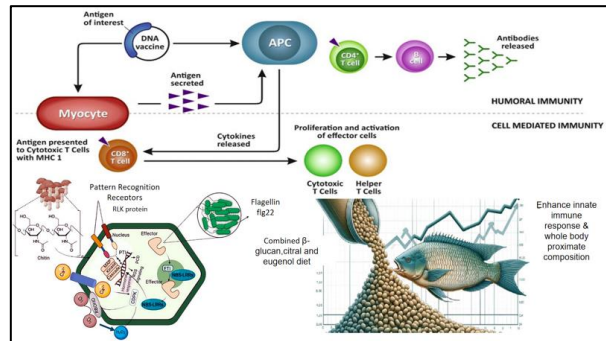 Antigen
of interest
DNA
vaccine
APC
CD4+
T Cell
B
cell
Antibodies
released
Antigen
secreted
Myocyte
HUMORAL IMMUNITY
CELL MEDIATED IMMUNITY
Antigen presented
to Cytotoxic T Cells
with MHC 1
CD8+
T cell
Cytokines
released
Proliferation and activation
of effector cells
Cytotoxic
T Cells
Helper
T Cells
Pattern Recognition
Receptors
RLK protein
Chitin
Nucleus
Effector
PTI
ETI
Effector
Flagellin
flg22
Combined β-
glucan,citral and
eugenol diet
Enhance innate
immune
response &
whole body
proximate
composition